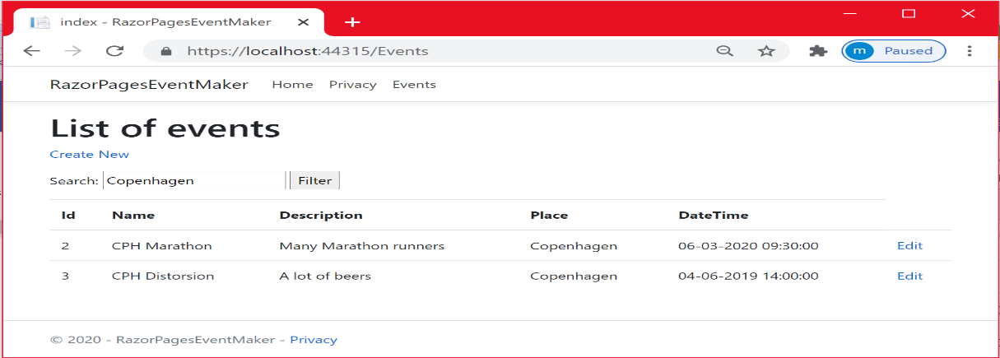 index - RazorPagesEventMaker
https://localhost:44315/Events
m Paused
RazorPagesEventMaker Home Privacy Events
List of events
Create New
Search: Copenhagen Filter
Id Name Description Place DateTime
2 CPH Marathon Many Marathon runners Copenhagen 06-03-2020 09:30:00 Edit
3 CPH Distorsion A lot of beers Copenhagen 04-06-2019 14:00:00 Edit
© 2020 - RazorPagesEventMaker - Privacy